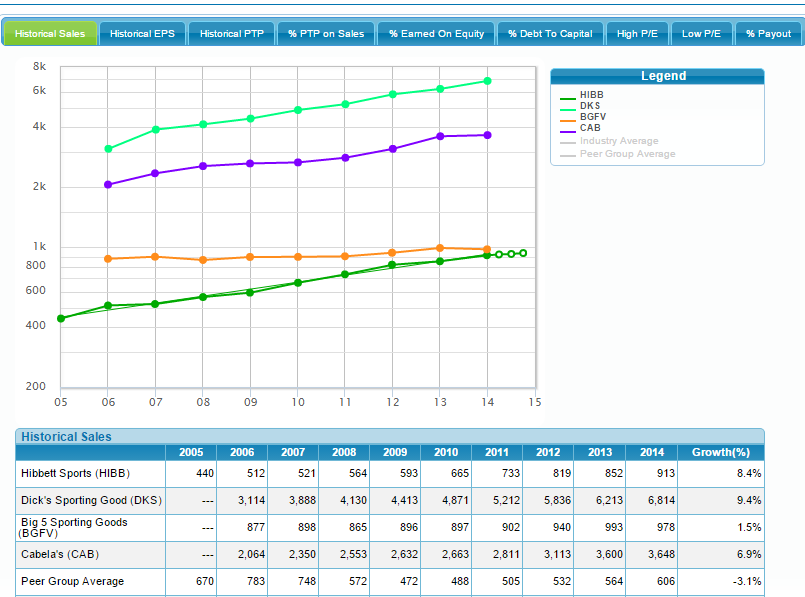 Historical Sales Historical EPS Historical PTP % PTP on Sales % Earned On Equity % Debt To Capital High P/E Low P/E % Payout
8k
6k
4k
2k
1k
800
600
400
200
05 06 07 08 09 10 11 12 13 14 15
Legend
HIBB
DKS
BGFV
CAB
Industry Average
Peer Group Average
Historical Sales
2005 2006 2007 2008 2009 2010 2011 2012 2013 2014 Growth(%)
Hibbett Sports (HIBB) 440 512 521 564 593 665 733 819 852 913 8.4%
Dick's Sporting Good (DKS) --- 3,114 3,888 4,130 4,413 4,871 5,212 5,836 6,213 6,814 9.4%
Big 5 Sporting Goods
(BGFV) --- 877 898 865 896 897 902 940 993 978 1.5%
Cabela's (CAB) --- 2,064 2,350 2,553 2,632 2,663 2,811 3,113 3,600 3,648 6.9%
Peer Group Average 670 783 748 572 472 488 505 532 564 606 -3.1%